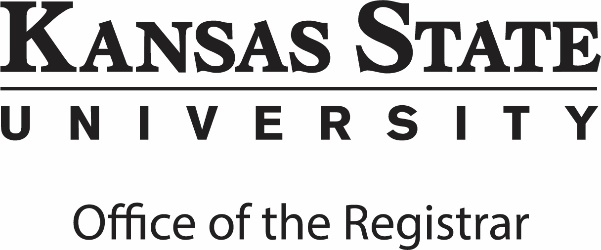 KANSAS STATE
UNIVERSITY
Office of the Registrar